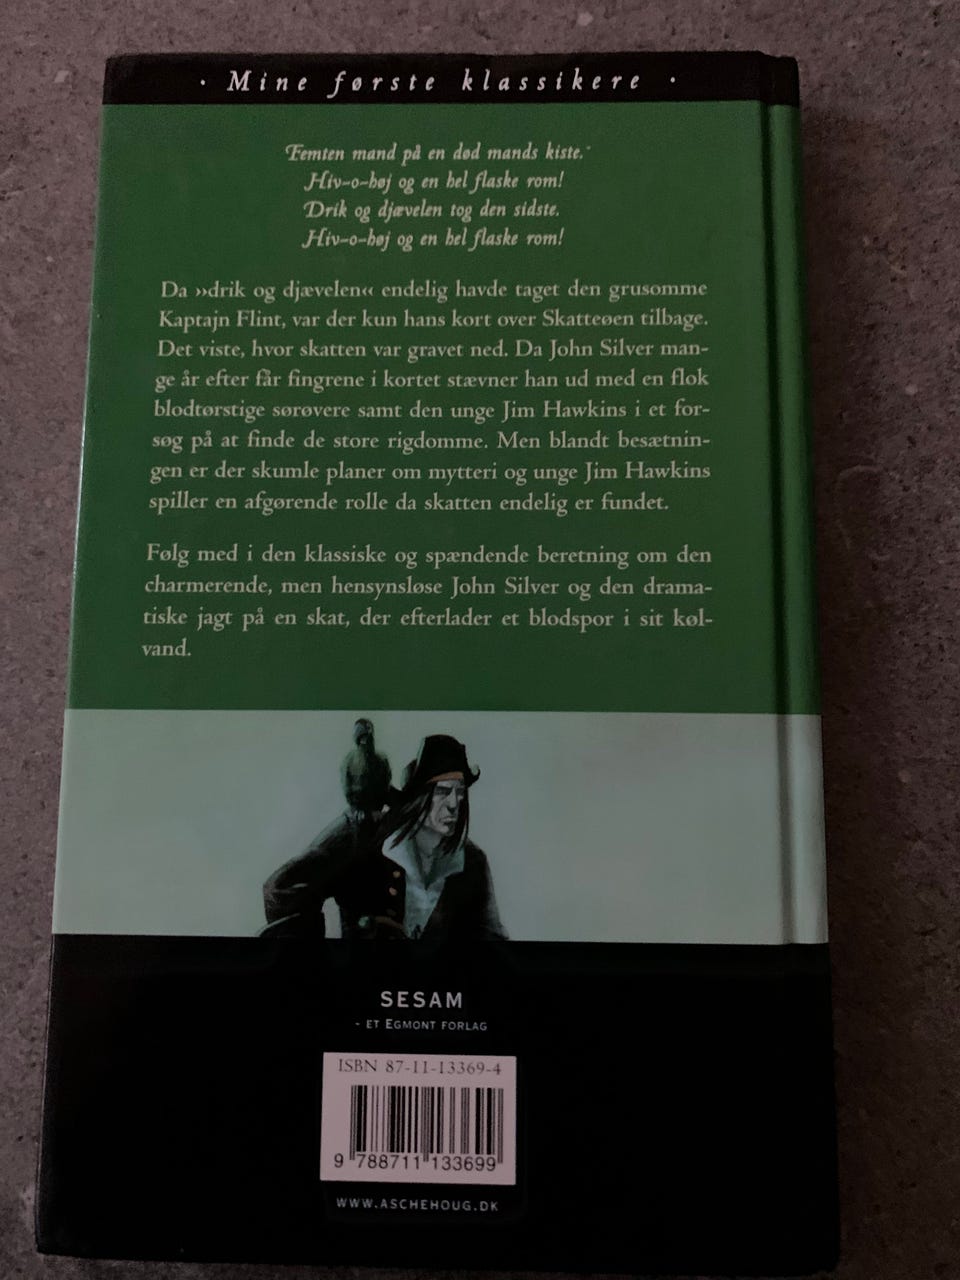 · Mine første klassikere ·
Femten mand på en død mands kiste.
Hiv-o-høj og en hel flaske rom!
Drik og djævelen tog den sidste.
Hiv-o-høj og en hel flaske rom!
Da »drik og djævelen« endelig havde taget den grusomme
Kaptajn Flint, var der kun hans kort over Skatteøen tilbage.
Det viste, hvor skatten var gravet ned. Da John Silver man-
ge år efter får fingrene i kortet stævner han ud med en flok
blodtørstige sørøvere samt den unge Jim Hawkins i et for-
søg på at finde de store rigdomme. Men blandt besætnin-
gen er der skumle planer om mytteri og unge Jim Hawkins
spiller en afgørende rolle da skatten endelig er fundet.
Følg med i den klassiske og spændende beretning om den
charmerende, men hensynsløse John Silver og den drama-
tiske jagt på en skat, der efterlader et blodspor i sit køl-
vand.
SESAM
- ET EGMONT FORLAG
ISBN 87-11-13369-4
9 788711 133699
WWW.ASCHEHOUG.DK